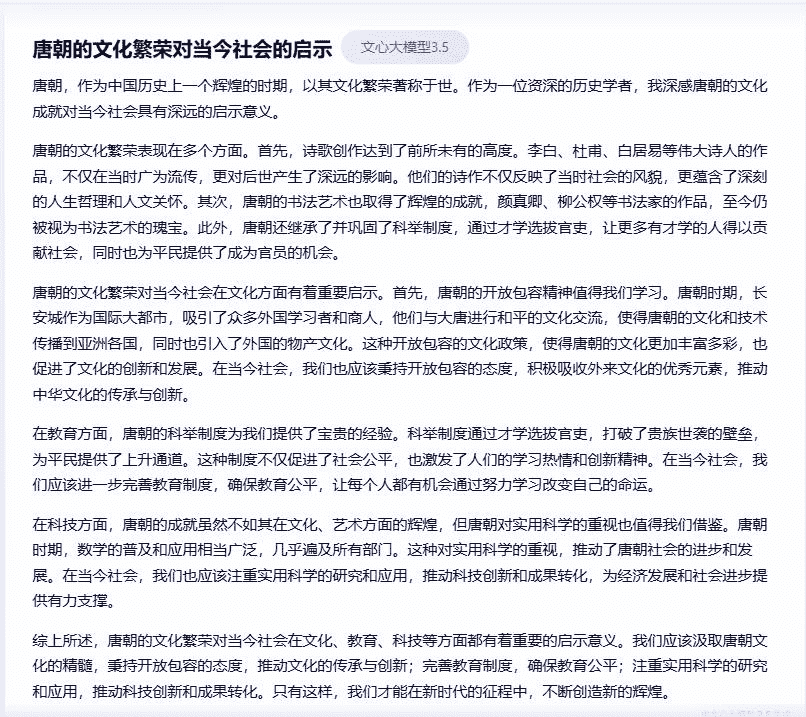 唐朝的文化繁荣对当今社会的启示 文心大模型3.5
唐朝，作为中国历史上一个辉煌的时期，以其文化繁荣著称于世。作为一位资深的历史学者，我深感唐朝的文化
成就对当今社会具有深远的启示意义。
唐朝的文化繁荣表现在多个方面。首先，诗歌创作达到了前所未有的高度。李白、杜甫、白居易等伟大诗人的作
品，不仅在当时广为流传，更对后世产生了深远的影响。他们的诗作不仅反映了当时社会的风貌，更蕴含了深刻
的人生哲理和人文关怀。其次，唐朝的书法艺术也取得了辉煌的成就，颜真卿、柳公权等书法家的作品，至今仍
被视为书法艺术的瑰宝。此外，唐朝还继承了并巩固了科举制度，通过才学选拔官吏，让更多有才学的人得以贡
献社会，同时也为平民提供了成为官员的机会。
唐朝的文化繁荣对当今社会在文化方面有着重要启示。首先，唐朝的开放包容精神值得我们学习。唐朝时期，长
安城作为国际大都市，吸引了众多外国学习者和商人，他们与大唐进行和平的文化交流，使得唐朝的文化和技术
传播到亚洲各国，同时也引入了外国的物产文化。这种开放包容的文化政策，使得唐朝的文化更加丰富多彩，也
促进了文化的创新和发展。在当今社会，我们也应该秉持开放包容的态度，积极吸收外来文化的优秀元素，推动
中华文化的传承与创新。
在教育方面，唐朝的科举制度为我们提供了宝贵的经验。科举制度通过才学选拔官吏，打破了贵族世袭的壁垒，
为平民提供了上升通道。这种制度不仅促进了社会公平，也激发了人们的学习热情和创新精神。在当今社会，我
们应该进一步完善教育制度，确保教育公平，让每个人都有机会通过努力学习改变自己的命运。
在科技方面，唐朝的成就虽然不如其在文化、艺术方面的辉煌，但唐朝对实用科学的重视也值得我们借鉴。唐朝
时期，数学的普及和应用相当广泛，几乎遍及所有部门。这种对实用科学的重视，推动了唐朝社会的进步和发
展。在当今社会，我们也应该注重实用科学的研究和应用，推动科技创新和成果转化，为经济发展和社会进步提
供有力支撑。
综上所述，唐朝的文化繁荣对当今社会在文化、教育、科技等方面都有着重要的启示意义。我们应该汲取唐朝文
化的精髓，秉持开放包容的态度，推动文化的传承与创新；完善教育制度，确保教育公平；注重实用科学的研究
和应用，推动科技创新和成果转化。只有这样，我们才能在新时代的征程中，不断创造新的辉煌。